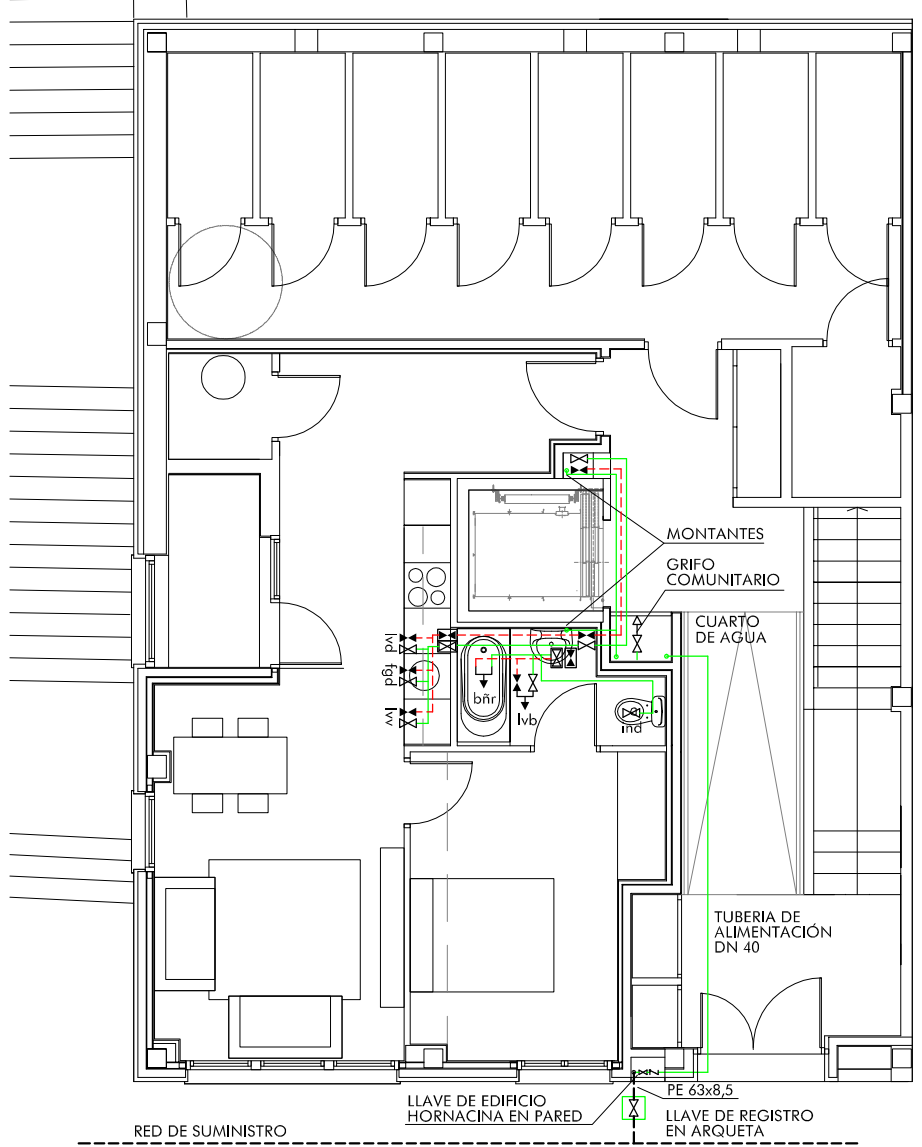 MONTANTES
GRIFO
COMUNITARIO
CUARTO
DE AGUA
lvd
fgd
lvv
bñr
lvb
ind
TUBERIA DE
ALIMENTACIÓN
DN 40
LLAVE DE EDIFICIO
HORNACINA EN PARED
PE 63x8,5
LLAVE DE REGISTRO
EN ARQUETA
RED DE SUMINISTRO